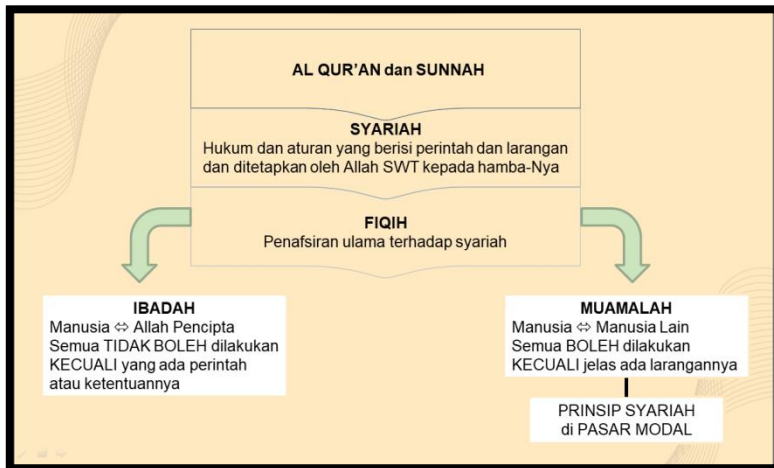 AL QUR'AN dan SUNNAH
SYARIAH
Hukum dan aturan yang berisi perintah dan larangan
dan ditetapkan oleh Allah SWT kepada hamba-Nya
FIQIH
Penafsiran ulama terhadap syariah
IBADAH
Manusia ⇔ Allah Pencipta
Semua TIDAK BOLEH dilakukan
KECUALI yang ada perintah
atau ketentuannya
MUAMALAH
Manusia ⇔ Manusia Lain
Semua BOLEH dilakukan
KECUALI jelas ada larangannya
PRINSIP SYARIAH
di PASAR MODAL